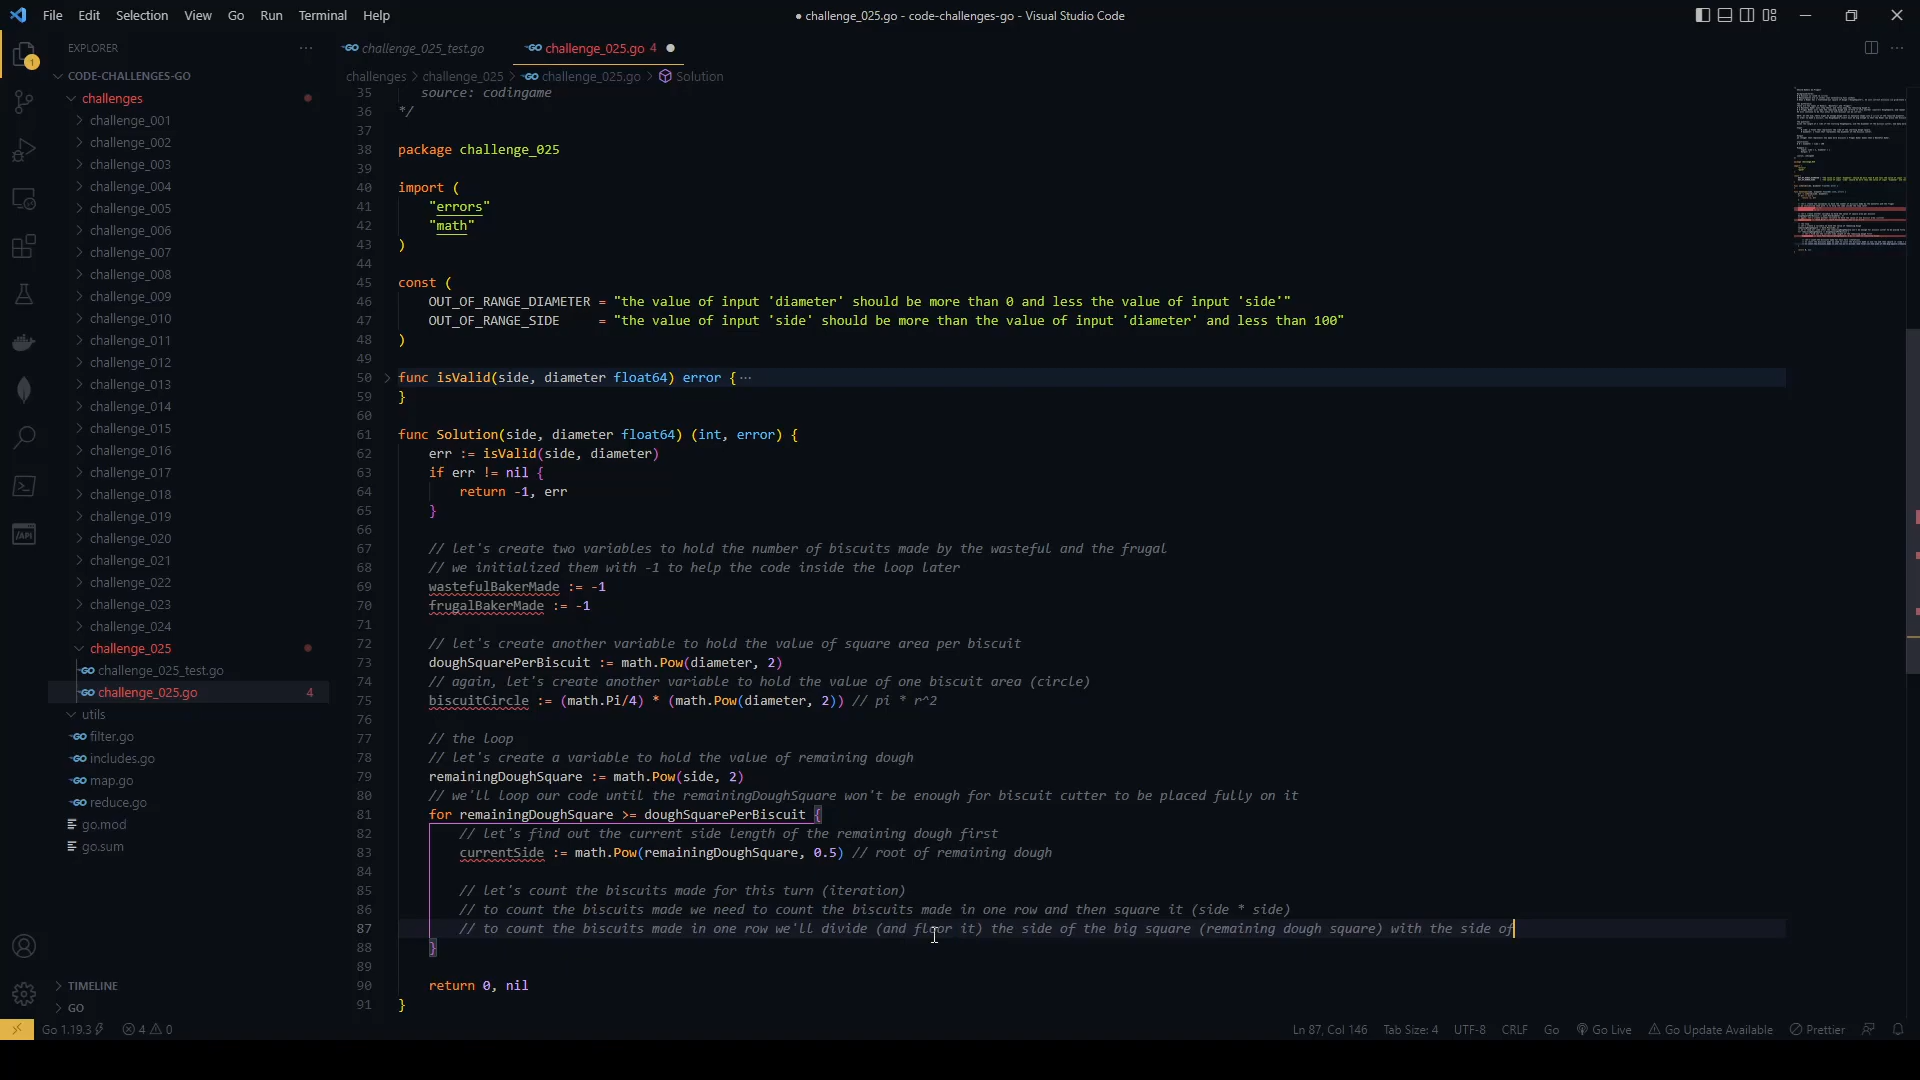 File Edit Selection View Go Run Terminal Help
● challenge_025.go - code-challenges-go - Visual Studio Code
EXPLORER
CODE-CHALLENGES-GO
challenges
challenge_001
challenge_002
challenge_003
challenge_004
challenge_005
challenge_006
challenge_007
challenge_008
challenge_009
challenge_010
challenge_011
challenge_012
challenge_013
challenge_014
challenge_015
challenge_016
challenge_017
challenge_018
challenge_019
challenge_020
challenge_021
challenge_022
challenge_023
challenge_024
challenge_025
challenge_025_test.go
challenge_025.go 4
utils
filter.go
includes.go
map.go
reduce.go
go.mod
go.sum
TIMELINE
GO
challenge_025_test.go challenge_025.go 4
challenges > challenge_025 > challenge_025.go > Solution
35 source: codingame
36 */
37
38 package challenge_025
39
40 import (
41 "errors"
42 "math"
43 )
44
45 const (
46 OUT_OF_RANGE_DIAMETER = "the value of input 'diameter' should be more than 0 and less the value of input 'side'"
47 OUT_OF_RANGE_SIDE = "the value of input 'side' should be more than the value of input 'diameter' and less than 100"
48 )
49
50 func isValid(side, diameter float64) error { ···
59 }
60
61 func Solution(side, diameter float64) (int, error) {
62 err := isValid(side, diameter)
63 if err != nil {
64 return -1, err
65 }
66
67 // let's create two variables to hold the number of biscuits made by the wasteful and the frugal
68 // we initialized them with -1 to help the code inside the loop later
69 wastefulBakerMade := -1
70 frugalBakerMade := -1
71
72 // let's create another variable to hold the value of square area per biscuit
73 doughSquarePerBiscuit := math.Pow(diameter, 2)
74 // again, let's create another variable to hold the value of one biscuit area (circle)
75 biscuitCircle := (math.Pi/4) * (math.Pow(diameter, 2)) // pi * r^2
76
77 // the loop
78 // let's create a variable to hold the value of remaining dough
79 remainingDoughSquare := math.Pow(side, 2)
80 // we'll loop our code until the remainingDoughSquare won't be enough for biscuit cutter to be placed fully on it
81 for remainingDoughSquare >= doughSquarePerBiscuit {
82 // let's find out the current side length of the remaining dough first
83 currentSide := math.Pow(remainingDoughSquare, 0.5) // root of remaining dough
84
85 // let's count the biscuits made for this turn (iteration)
86 // to count the biscuits made we need to count the biscuits made in one row and then square it (side * side)
87 // to count the biscuits made in one row we'll divide (and floor it) the side of the big square (remaining dough square) with the side of
88 }
89
90 return 0, nil
91 }
Go 1.19.3 4 0 Ln 87, Col 146 Tab Size: 4 UTF-8 CRLF Go Go Live Go Update Available Prettier